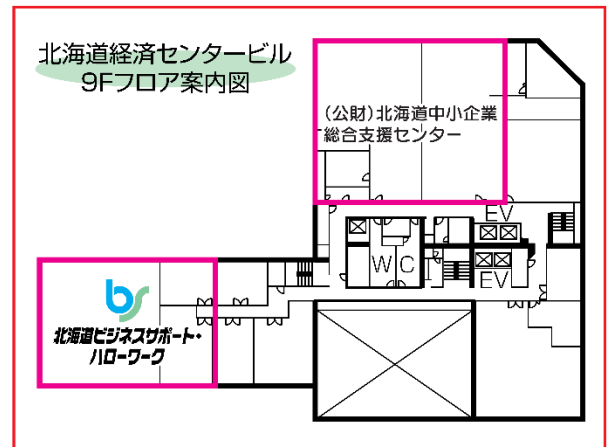 北海道経済センタービル
9Fフロア案内図
（公財）北海道中小企業
総合支援センター
EV
WC
EV
bs
北海道ビジネスサポート・
ハローワーク